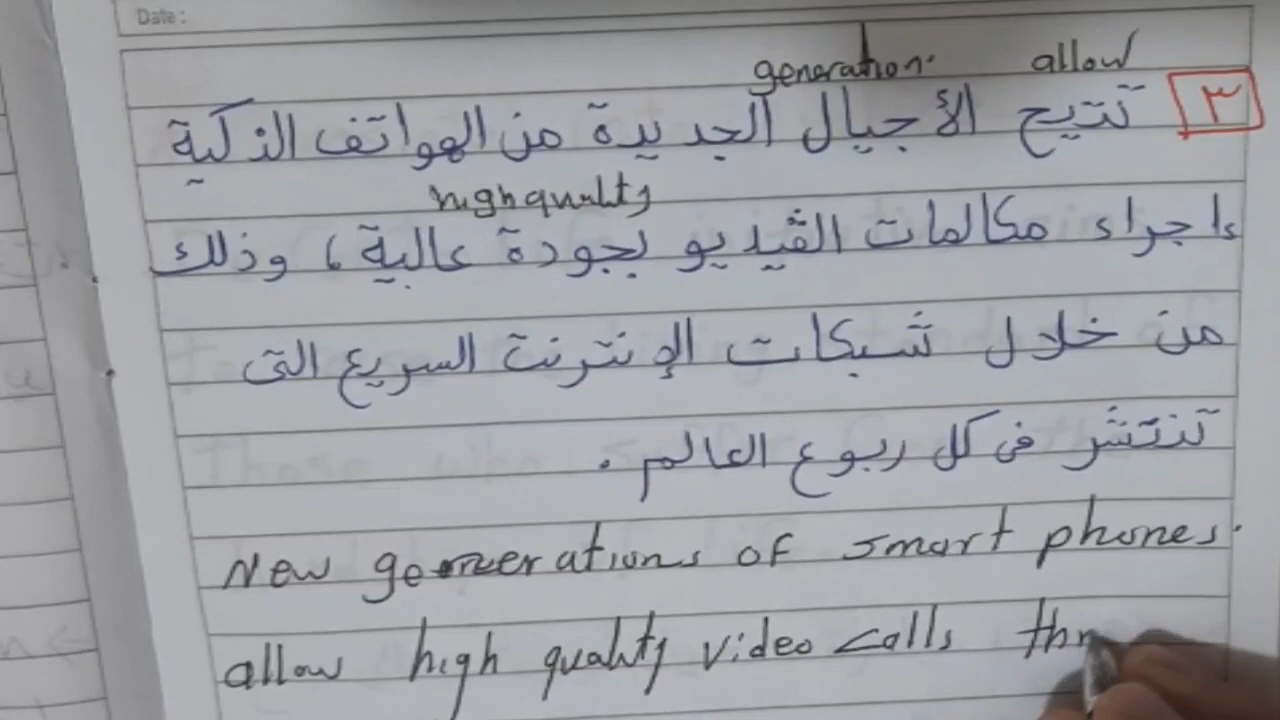 Date:
generation. allow
٣ تتيح الأجيال الجديدة من الهواتف الذكية
high quality
إجراء مكالمات الڤيديو بجودة عالية، وذلك
من خلال شبكات الإنترنت السريع التى
تنتشر فى كل ربوع العالم.
New generations of smart phones.
allow high quality video calls thr